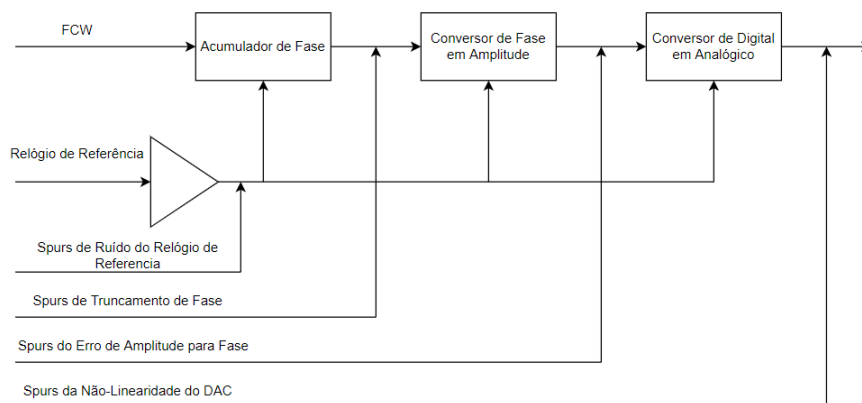 FCW
Acumulador de Fase
Conversor de Fase
em Amplitude
Conversor de Digital
em Analógico
Relógio de Referência
Spurs de Ruído do Relógio de
Referencia
Spurs de Truncamento de Fase
Spurs do Erro de Amplitude para Fase
Spurs da Não-Linearidade do DAC